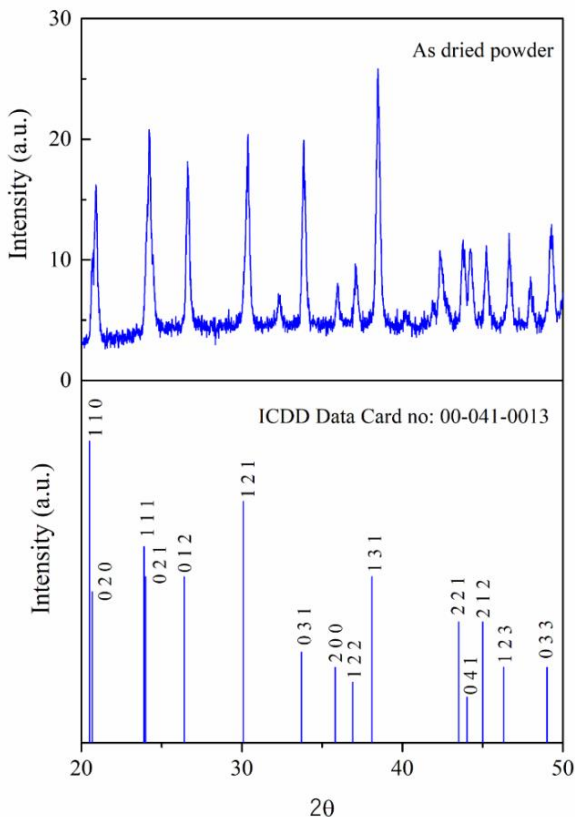 30
20
10
0
Intensity (a.u.)
As dried powder
ICDD Data Card no: 00-041-0013
Intensity (a.u.)
1 1 0
0 2 0
1 1 1
0 2 1
0 1 2
1 2 1
0 3 1
2 0 0
1 2 2
1 3 1
2 2 1
0 4 1
2 1 2
1 2 3
0 3 3
20 30 40 50
2θ